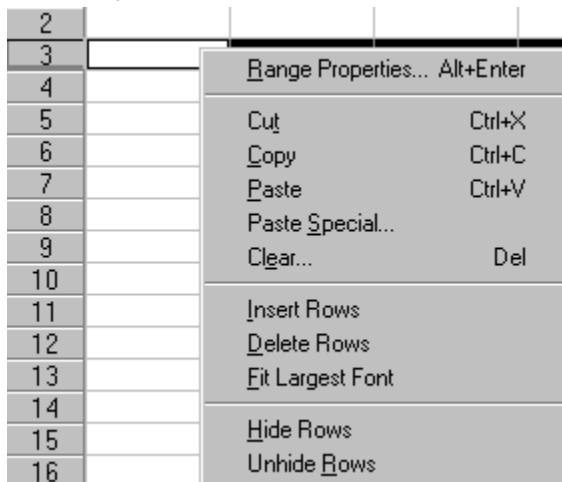 2
3
Range Properties... Alt+Enter
4
5
Cut Ctrl+X
6
Copy Ctrl+C
7
Paste Ctrl+V
8
Paste Special...
9
Clear... Del
10
11
Insert Rows
12
Delete Rows
13
Fit Largest Font
14
15
Hide Rows
16
Unhide Rows